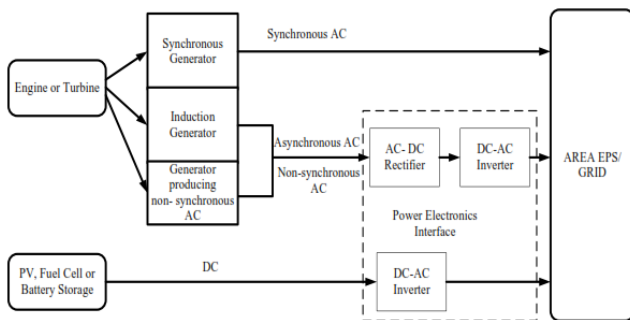 Synchronous AC
Synchronous
Generator
Engine or Turbine
Induction
Generator
Asynchronous AC
Non-synchronous
AC
Generator
producing
non- synchronous
AC
AC- DC
Rectifier
DC-AC
Inverter
AREA EPS/
GRID
Power Electronics
Interface
PV, Fuel Cell or
Battery Storage
DC
DC-AC
Inverter